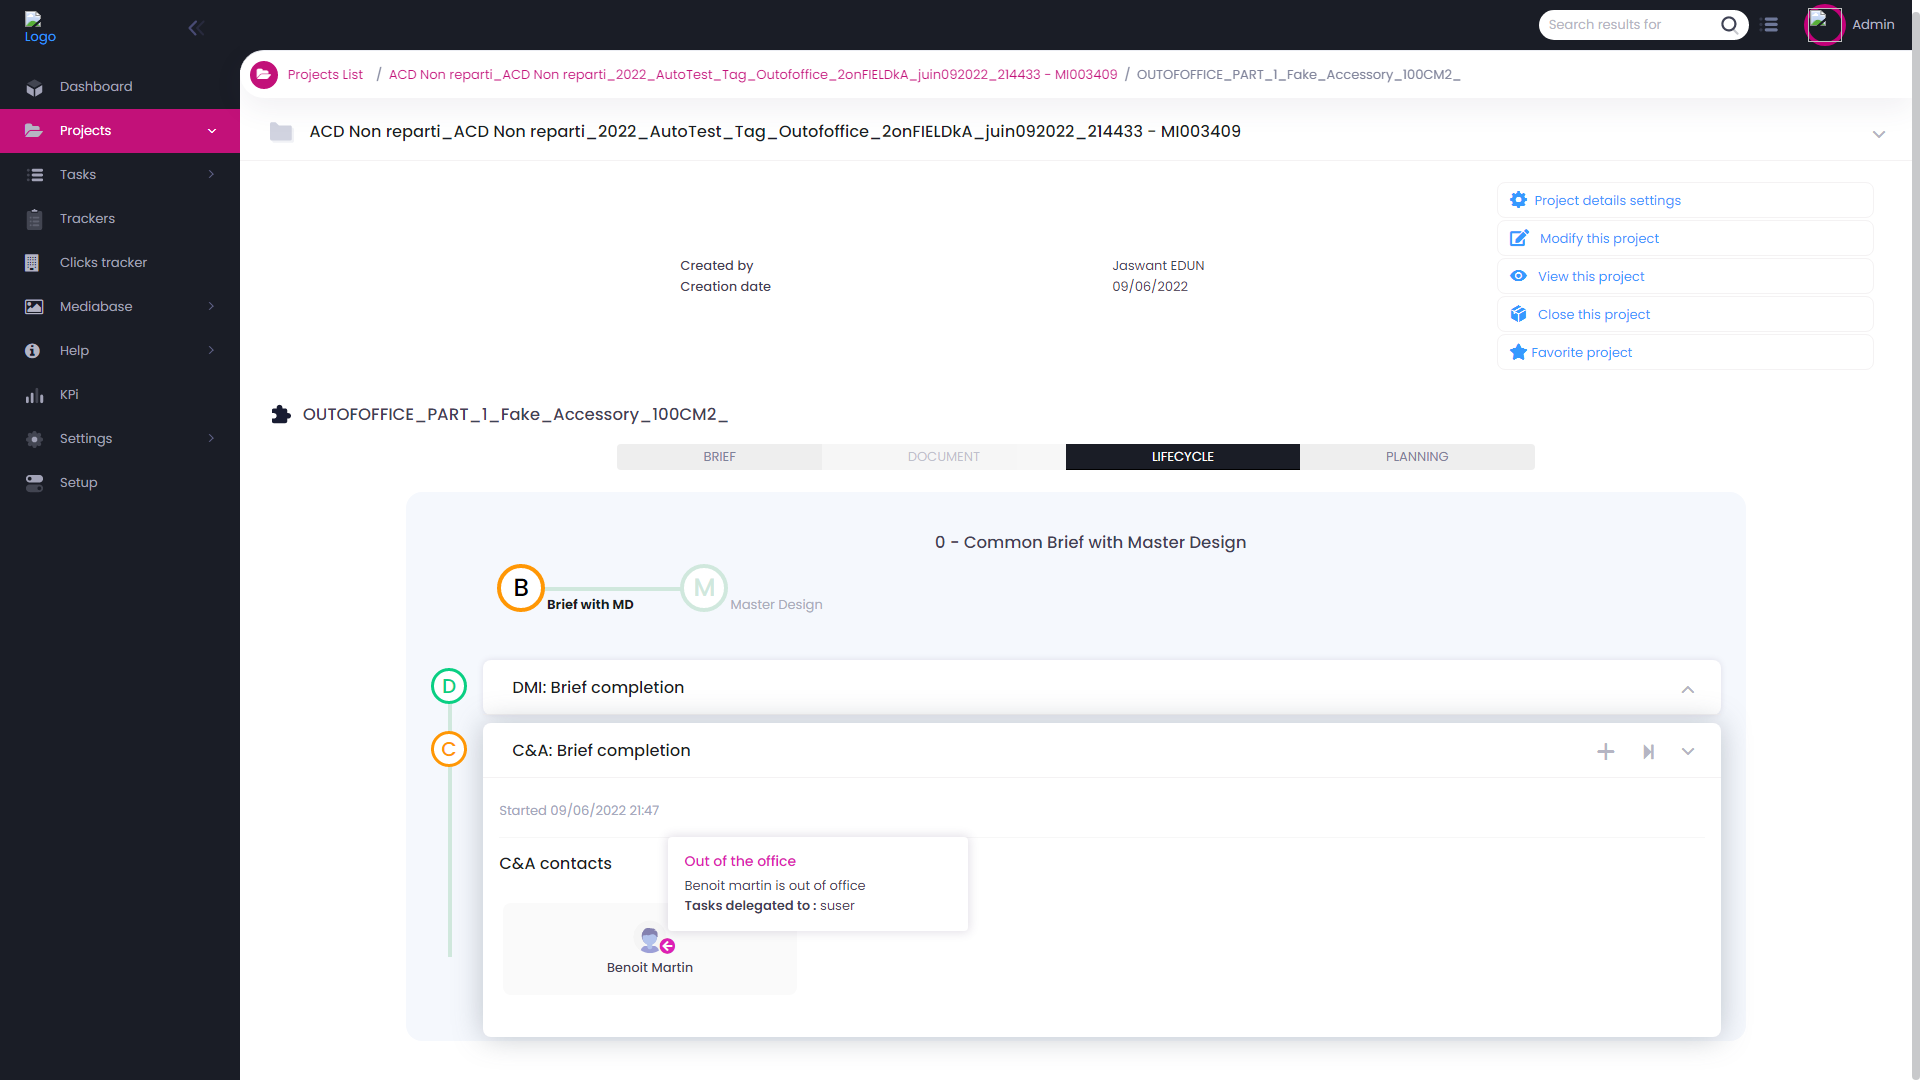 Logo
Search results for
Admin
Dashboard
Projects
Tasks
Trackers
Clicks tracker
Mediabase
Help
KPi
Settings
Setup
Projects List / ACD Non reparti_ACD Non reparti_2022_AutoTest_Tag_Outofoffice_2onFIELDkA_juin092022_214433 - MI003409 / OUTOFOFFICE_PART_1_Fake_Accessory_100CM2_
ACD Non reparti_ACD Non reparti_2022_AutoTest_Tag_Outofoffice_2onFIELDkA_juin092022_214433 - MI003409
Created by Jaswant EDUN
Creation date 09/06/2022
Project details settings
Modify this project
View this project
Close this project
Favorite project
OUTOFOFFICE_PART_1_Fake_Accessory_100CM2_
BRIEF DOCUMENT LIFECYCLE PLANNING
0 - Common Brief with Master Design
B Brief with MD
M Master Design
D DMI: Brief completion
C C&A: Brief completion
Started 09/06/2022 21:47
C&A contacts
Out of the office
Benoit martin is out of office
Tasks delegated to : suser
Benoit Martin